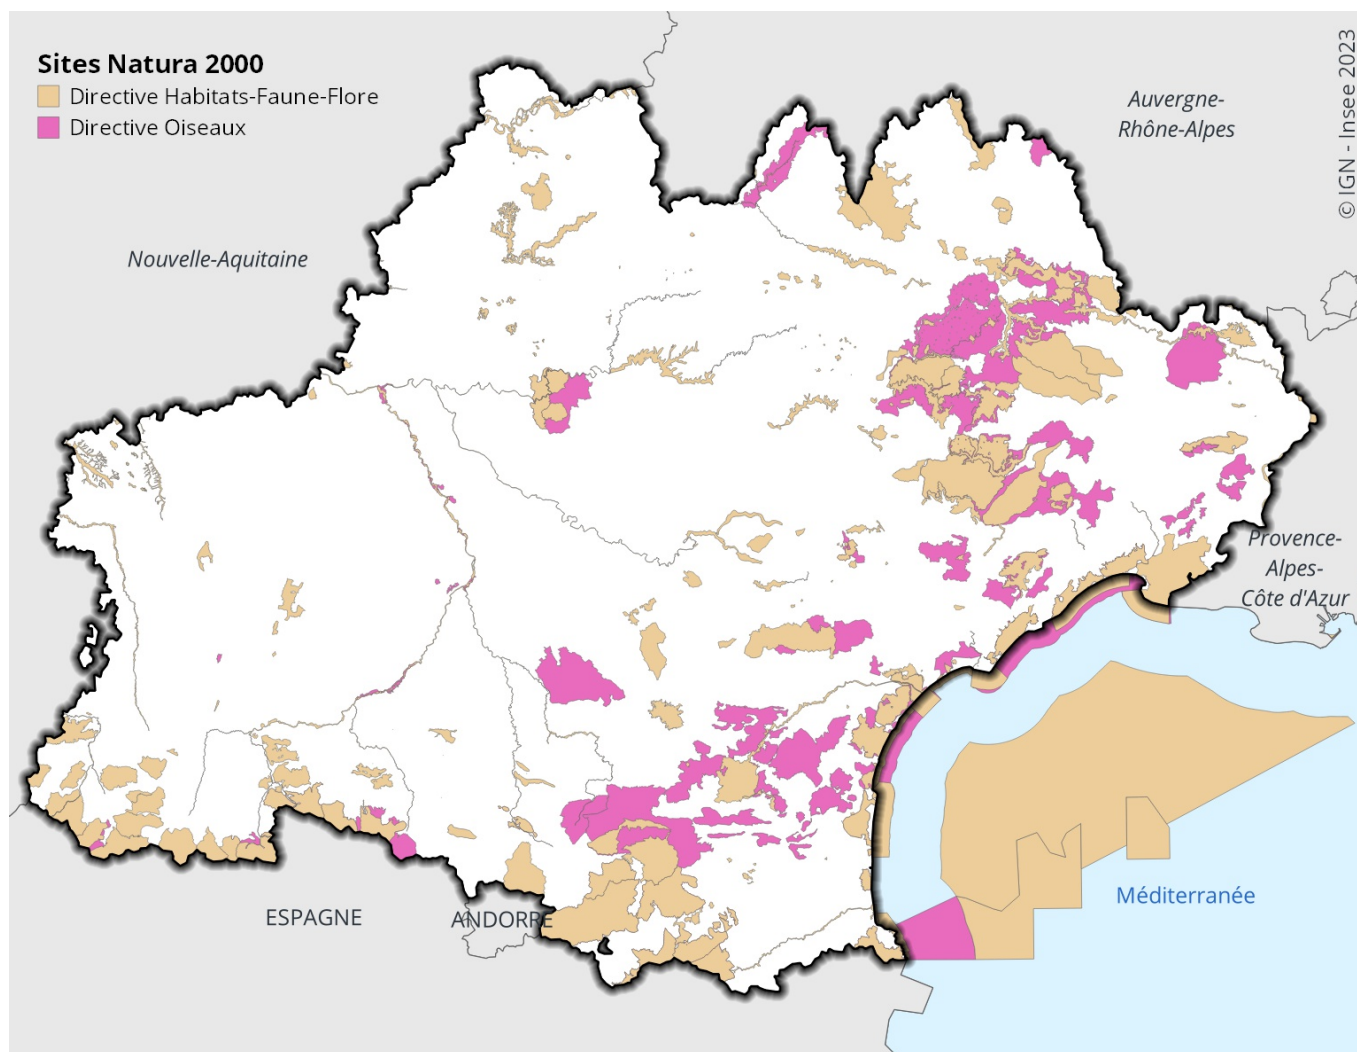 Sites Natura 2000
Directive Habitats-Faune-Flore
Directive Oiseaux
© IGN - Insee 2023
Auvergne-
Rhône-Alpes
Nouvelle-Aquitaine
Provence-
Alpes-
Côte d'Azur
Méditerranée
ESPAGNE
ANDORRE